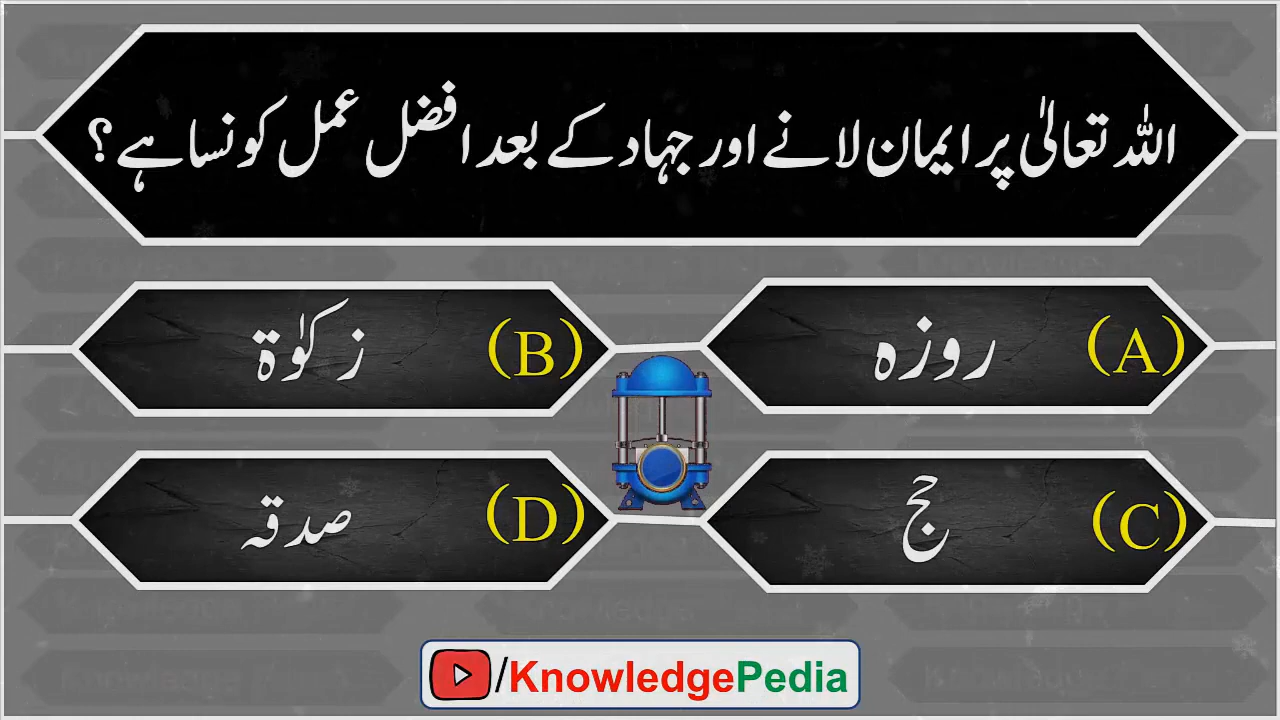 اللہ تعالیٰ پر ایمان لانے اور جہاد کے بعد افضل عمل کونسا ہے؟
(A) روزہ
(B) زکوٰۃ
(C) حج
(D) صدقہ
/KnowledgePedia